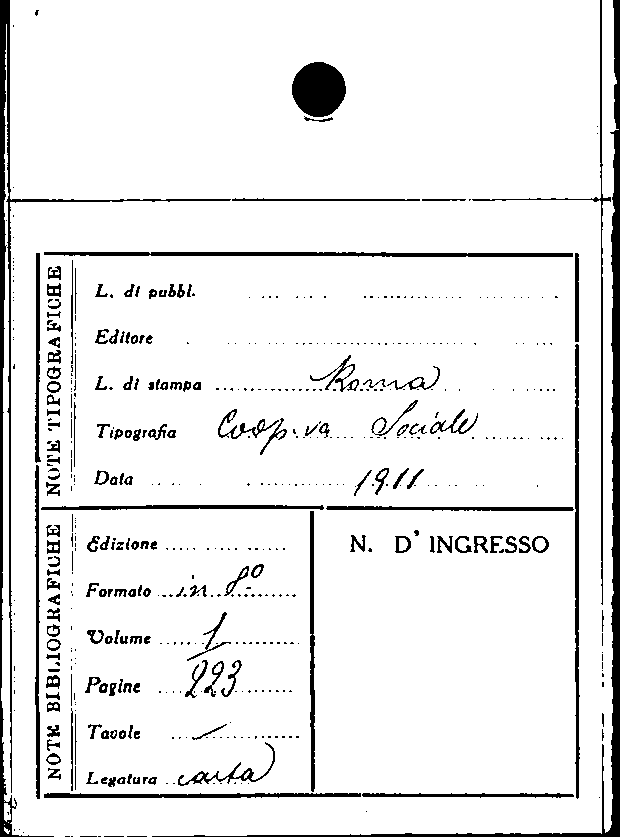 NOTE TIPOGRAFICHE
L. di pubbl.
Editore
L. di stampa Roma
Tipografia Coop.va Sociale
Data 1911
NOTE BIBLIOGRAFICHE
Edizione
Formato in 8º
Volume 1
Pagine 223
Tavole —
Legatura carta
N. D' INGRESSO